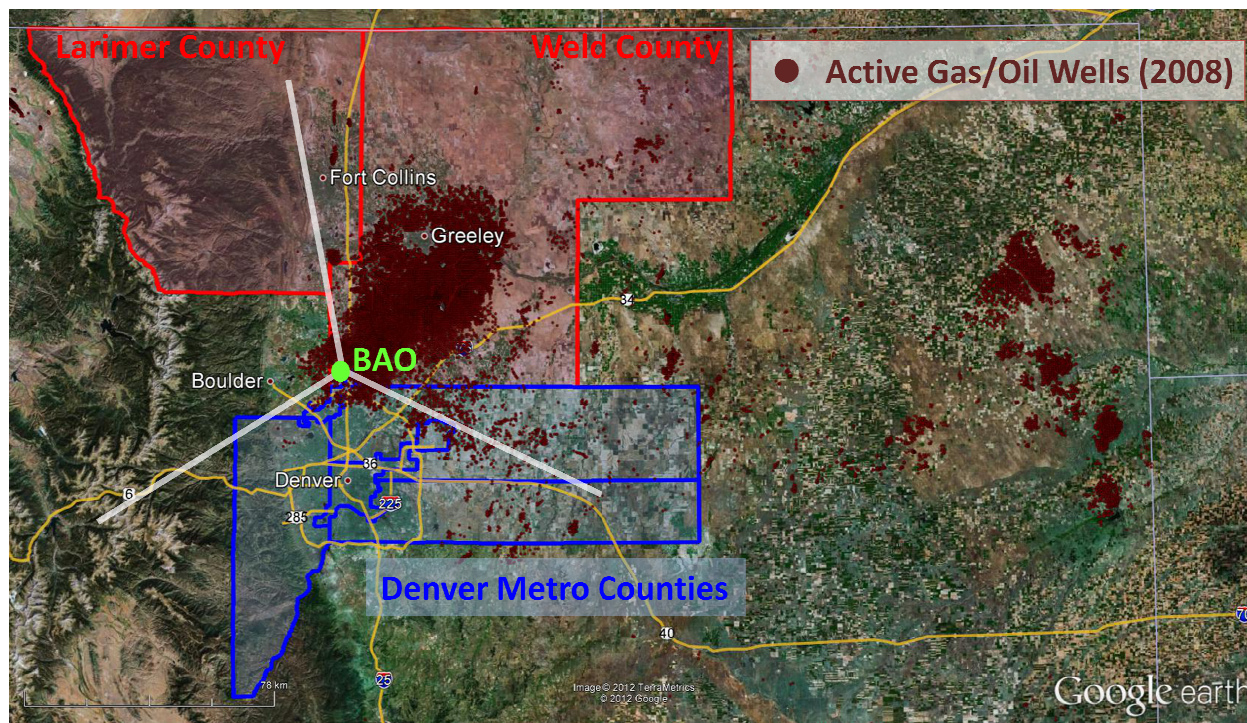 Larimer County
Weld County
Active Gas/Oil Wells (2008)
Fort Collins
Greeley
34
BAO
Boulder
36
Denver
6
225
285
Denver Metro Counties
40
70
25
78 km
Image © 2012 TerraMetrics
© 2012 Google
Google earth